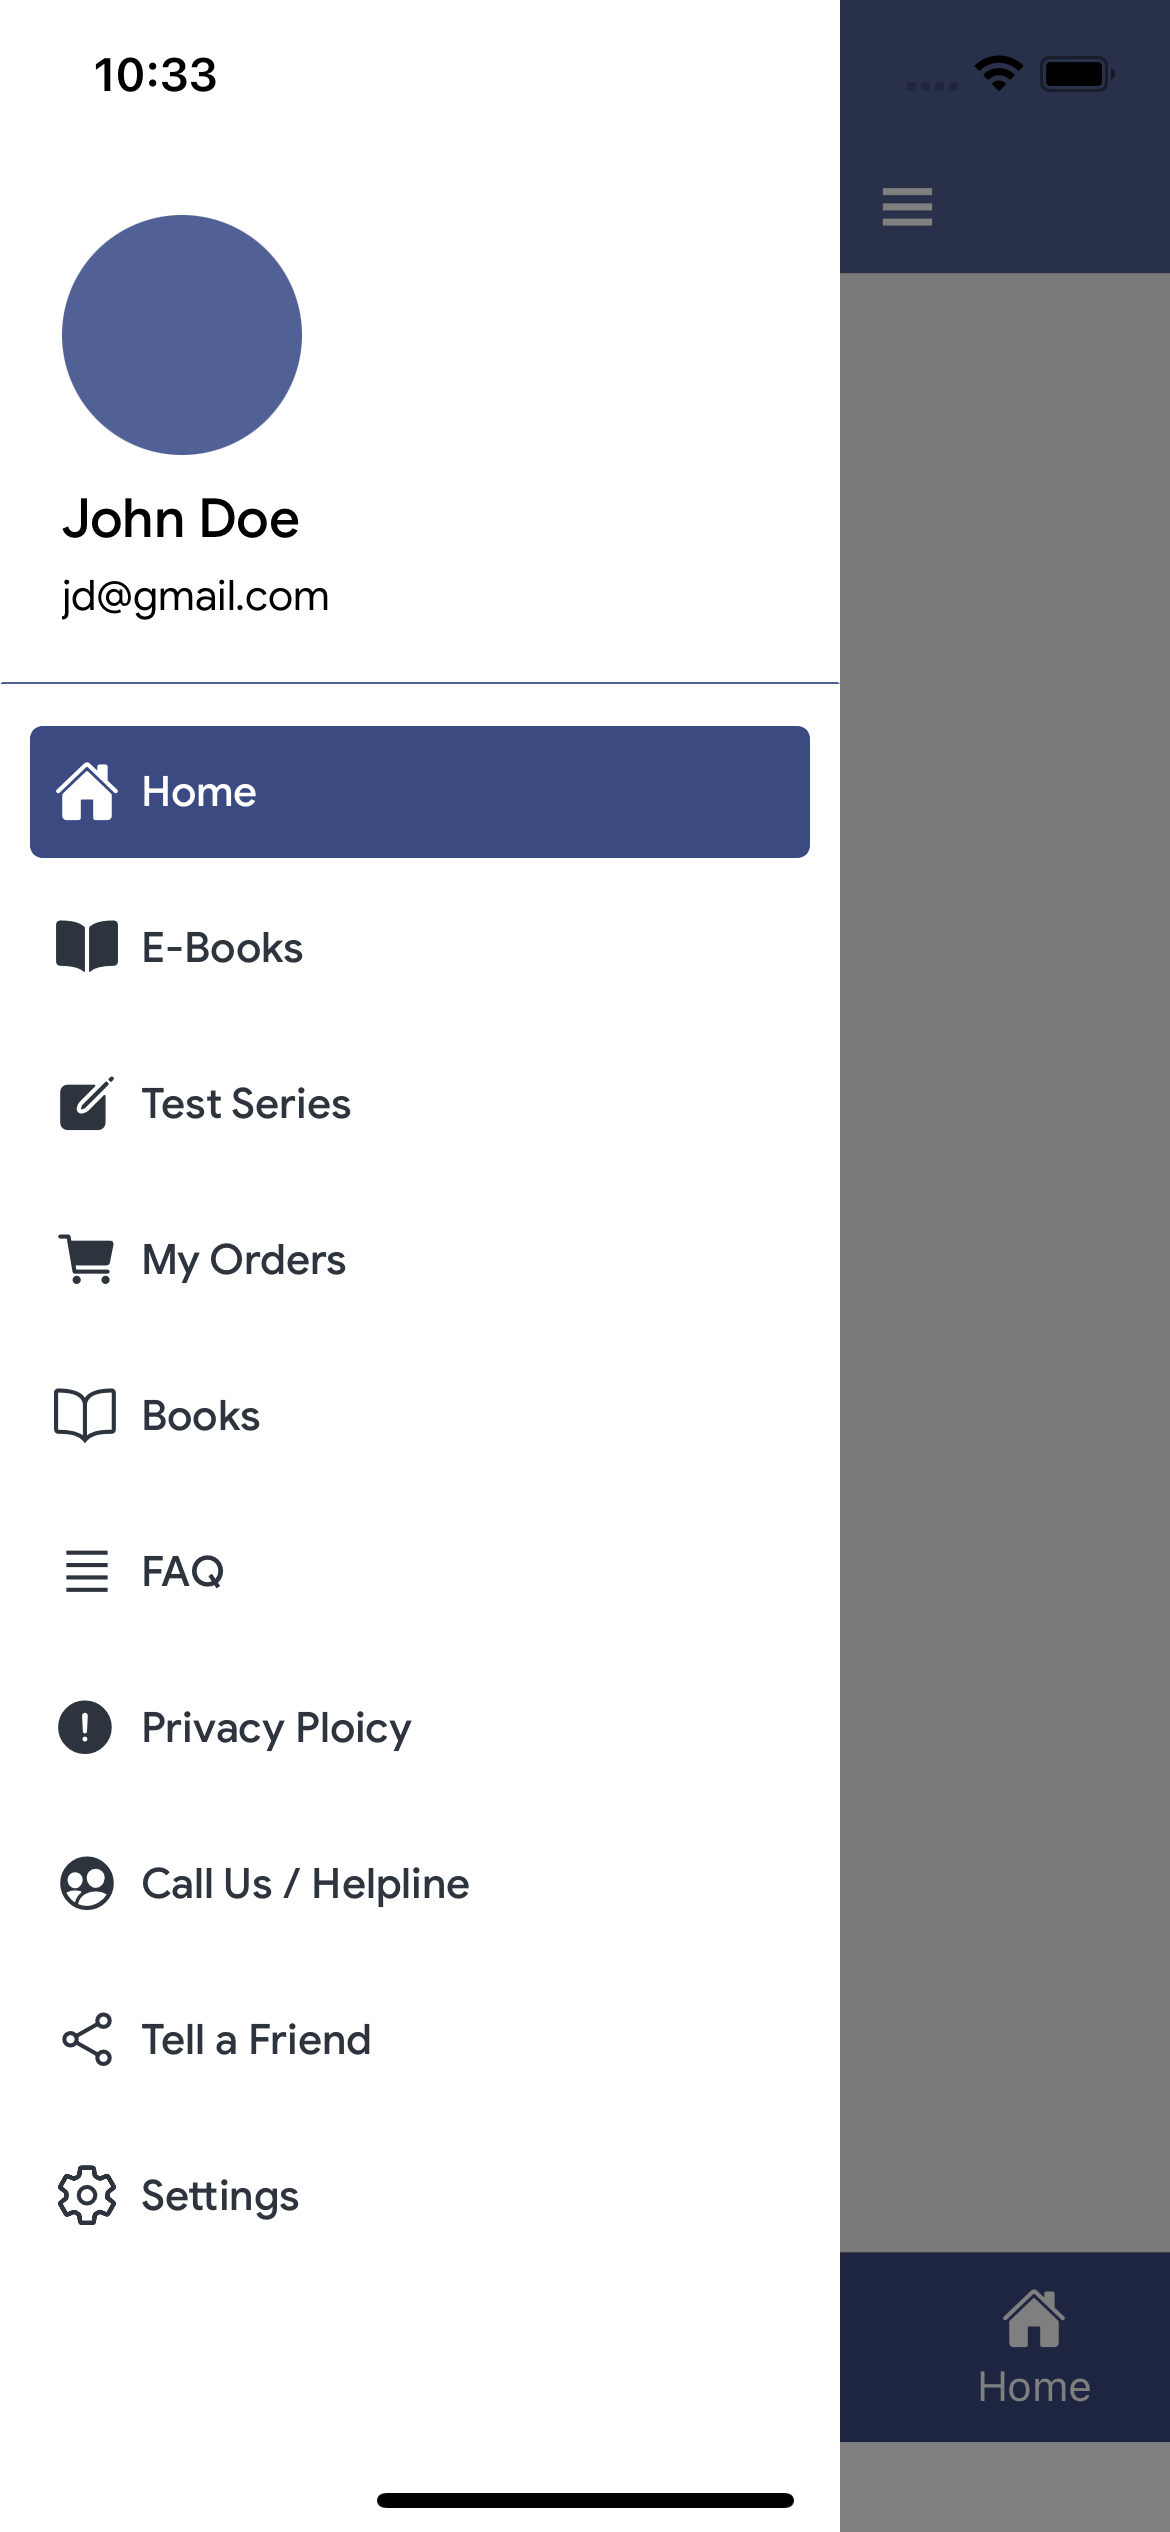 10:33
John Doe
jd@gmail.com
Home
E-Books
Test Series
My Orders
Books
FAQ
Privacy Ploicy
Call Us / Helpline
Tell a Friend
Settings
Home